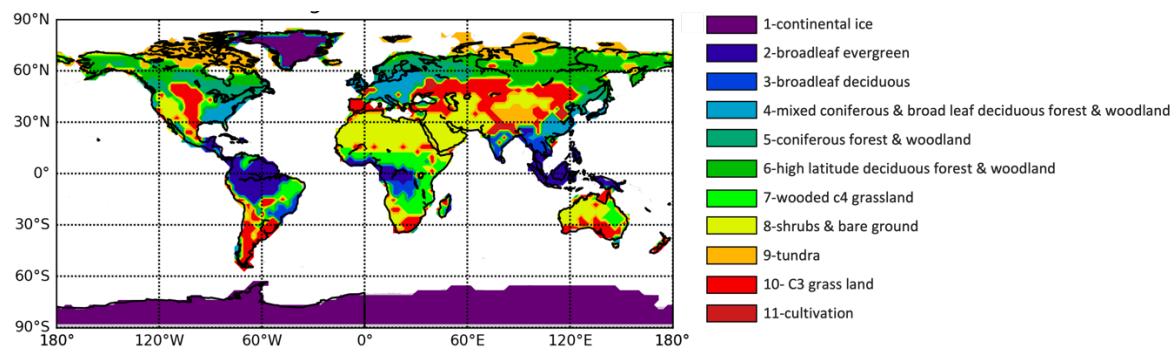 90°N
60°N
30°N
0°
30°S
60°S
90°S
180° 120°W 60°W 0° 60°E 120°E 180°
1-continental ice
2-broadleaf evergreen
3-broadleaf deciduous
4-mixed coniferous & broad leaf deciduous forest & woodland
5-coniferous forest & woodland
6-high latitude deciduous forest & woodland
7-wooded c4 grassland
8-shrubs & bare ground
9-tundra
10- C3 grass land
11-cultivation